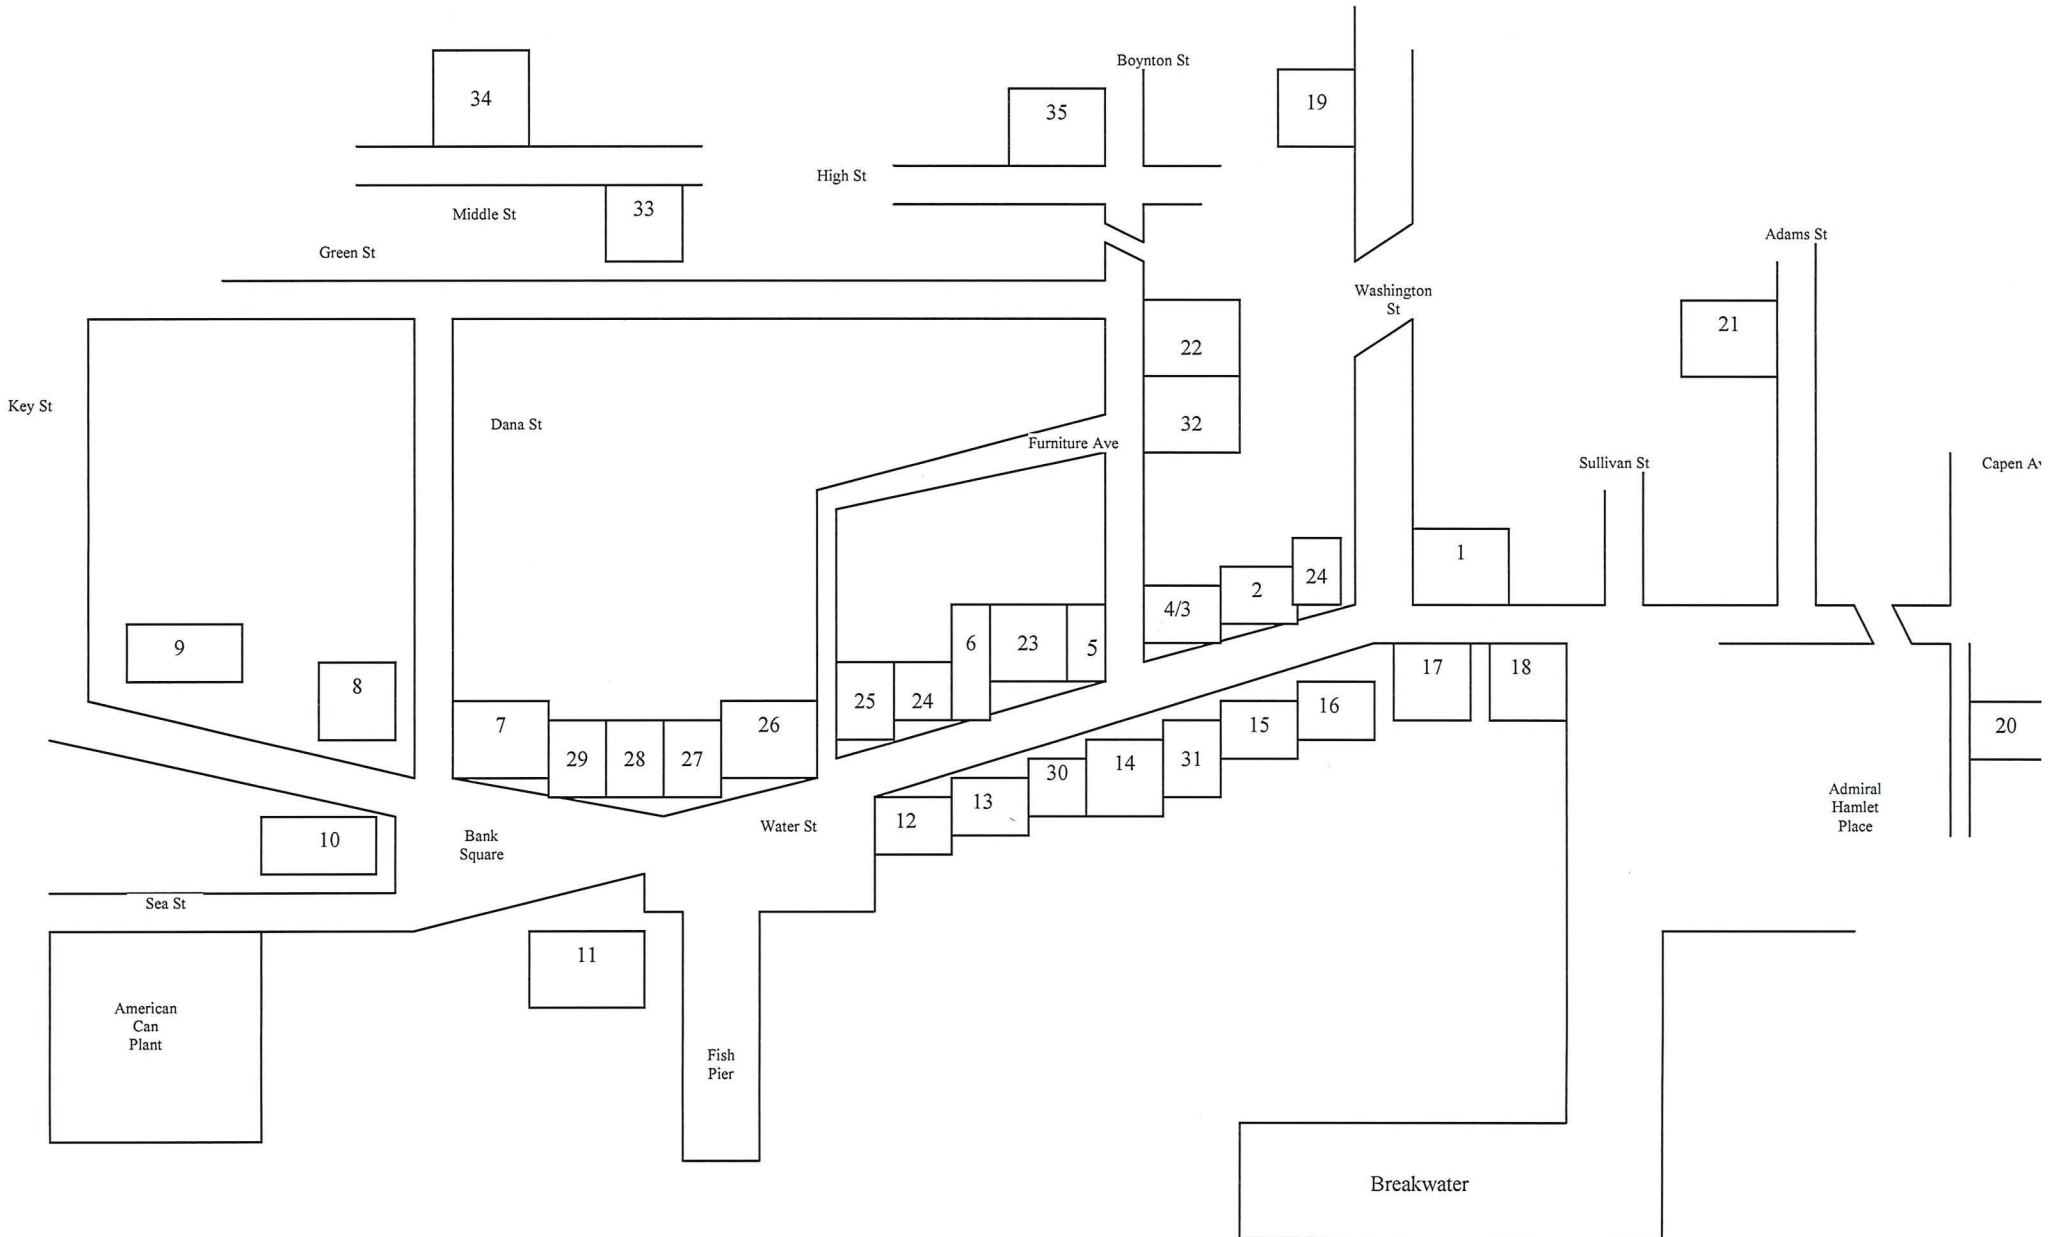 Boynton St
34
19
35
High St
33
Middle St
Adams St
Green St
Washington
St
21
22
Key St
Dana St
32
Furniture Ave
Sullivan St
Capen A
1
24
2
4/3
9
6
23
5
8
17
18
25
24
16
7
26
15
20
29
28
27
31
14
30
13
Admiral
Hamlet
Place
12
Water St
Bank
Square
10
Sea St
11
American
Can
Plant
Fish
Pier
Breakwater